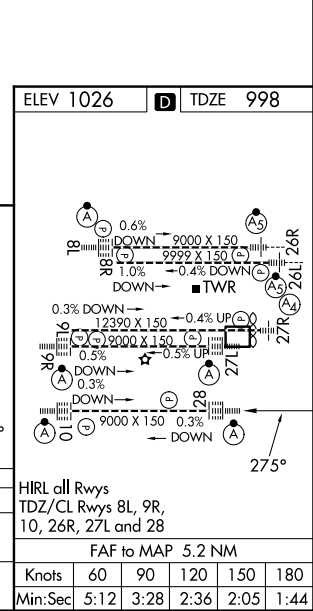 ELEV 1026 D TDZE 998
A
P 0.6%
DOWN → 9000 X 150
A5
8L
26R
P 9999 X 150 P
8R
1.0% ←0.4% DOWN P
26L
DOWN → TWR
A5
A4
0.3% DOWN →
←0.4% UP P
12390 X 150
9L
27R
P P 9000 X 150 P
9R
0.5%
←0.5% UP
27L
DOWN →
A
A
0.3%
DOWN →
P
28
10
A
P 9000 X 150 0.3%
← DOWN
A
275°
HIRL all Rwys
TDZ/CL Rwys 8L, 9R,
10, 26R, 27L and 28
FAF to MAP 5.2 NM
Knots 60 90 120 150 180
Min:Sec 5:12 3:28 2:36 2:05 1:44